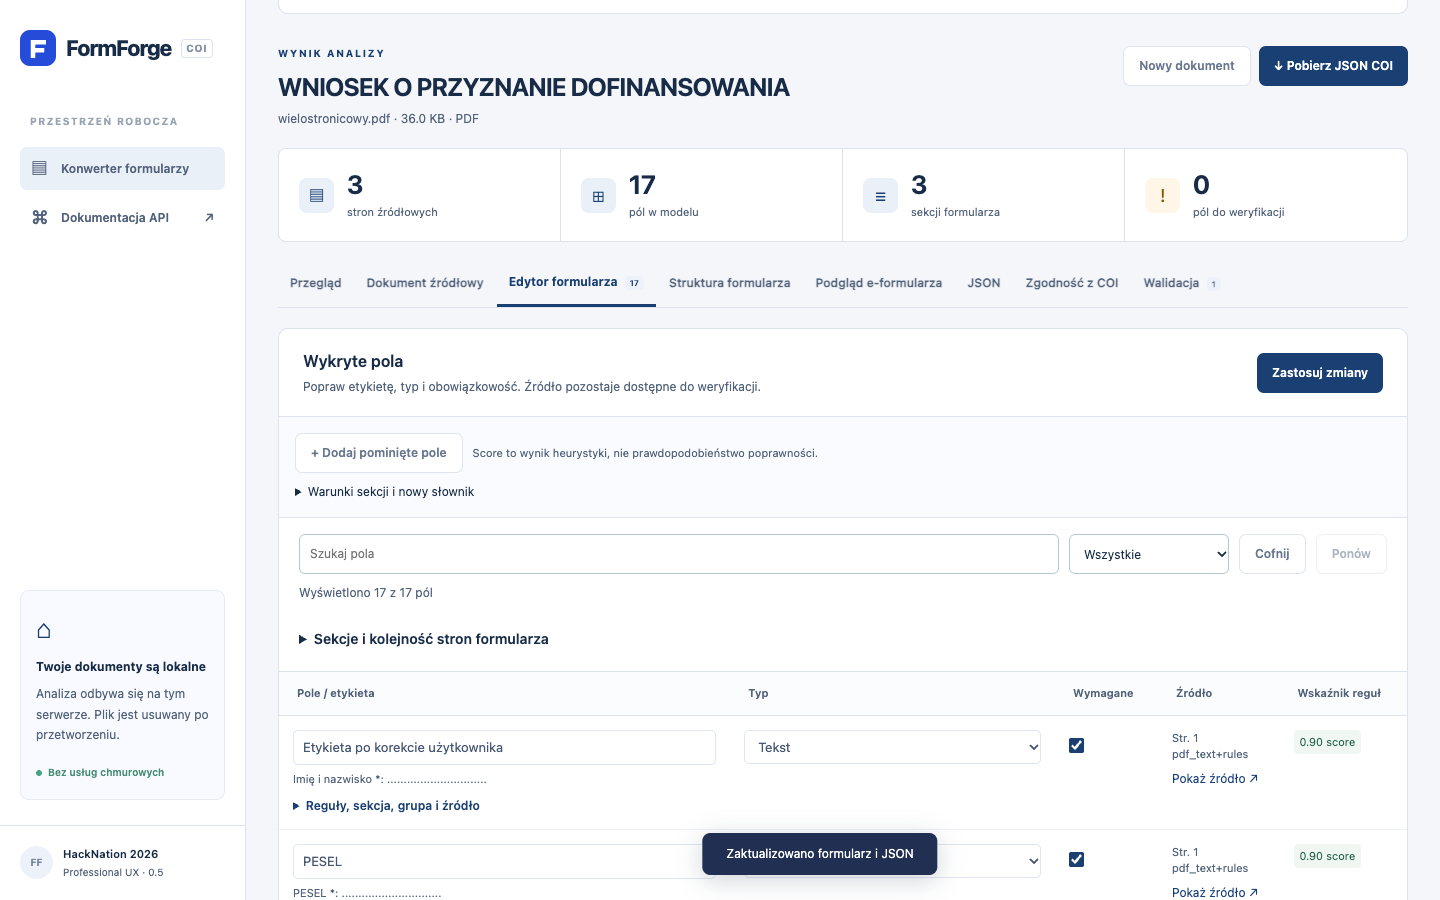 F FormForge COI
PRZESTRZEŃ ROBOCZA
Konwerter formularzy
Dokumentacja API ↗
Twoje dokumenty są lokalne
Analiza odbywa się na tym
serwerze. Plik jest usuwany po
przetworzeniu.
Bez usług chmurowych
FF
HackNation 2026
Professional UX · 0.5
WYNIK ANALIZY
WNIOSEK O PRZYZNANIE DOFINANSOWANIA
wielostronicowy.pdf · 36.0 KB · PDF
Nowy dokument
↓ Pobierz JSON COI
3
stron źródłowych
17
pól w modelu
3
sekcji formularza
!
0
pól do weryfikacji
Przegląd
Dokument źródłowy
Edytor formularza 17
Struktura formularza
Podgląd e-formularza
JSON
Zgodność z COI
Walidacja 1
Wykryte pola
Popraw etykietę, typ i obowiązkowość. Źródło pozostaje dostępne do weryfikacji.
Zastosuj zmiany
+ Dodaj pominięte pole
Score to wynik heurystyki, nie prawdopodobieństwo poprawności.
Warunki sekcji i nowy słownik
Szukaj pola
Wszystkie
Cofnij
Ponów
Wyświetlono 17 z 17 pól
Sekcje i kolejność stron formularza
Pole / etykieta Typ Wymagane Źródło Wskaźnik reguł
Etykieta po korekcie użytkownika
Tekst
Str. 1
pdf_text+rules
Pokaż źródło ↗
0.90 score
Imię i nazwisko *: ............................
Reguły, sekcja, grupa i źródło
PESEL
Str. 1
pdf_text+rules
Pokaż źródło ↗
0.90 score
PESEL *: ............................
Zaktualizowano formularz i JSON